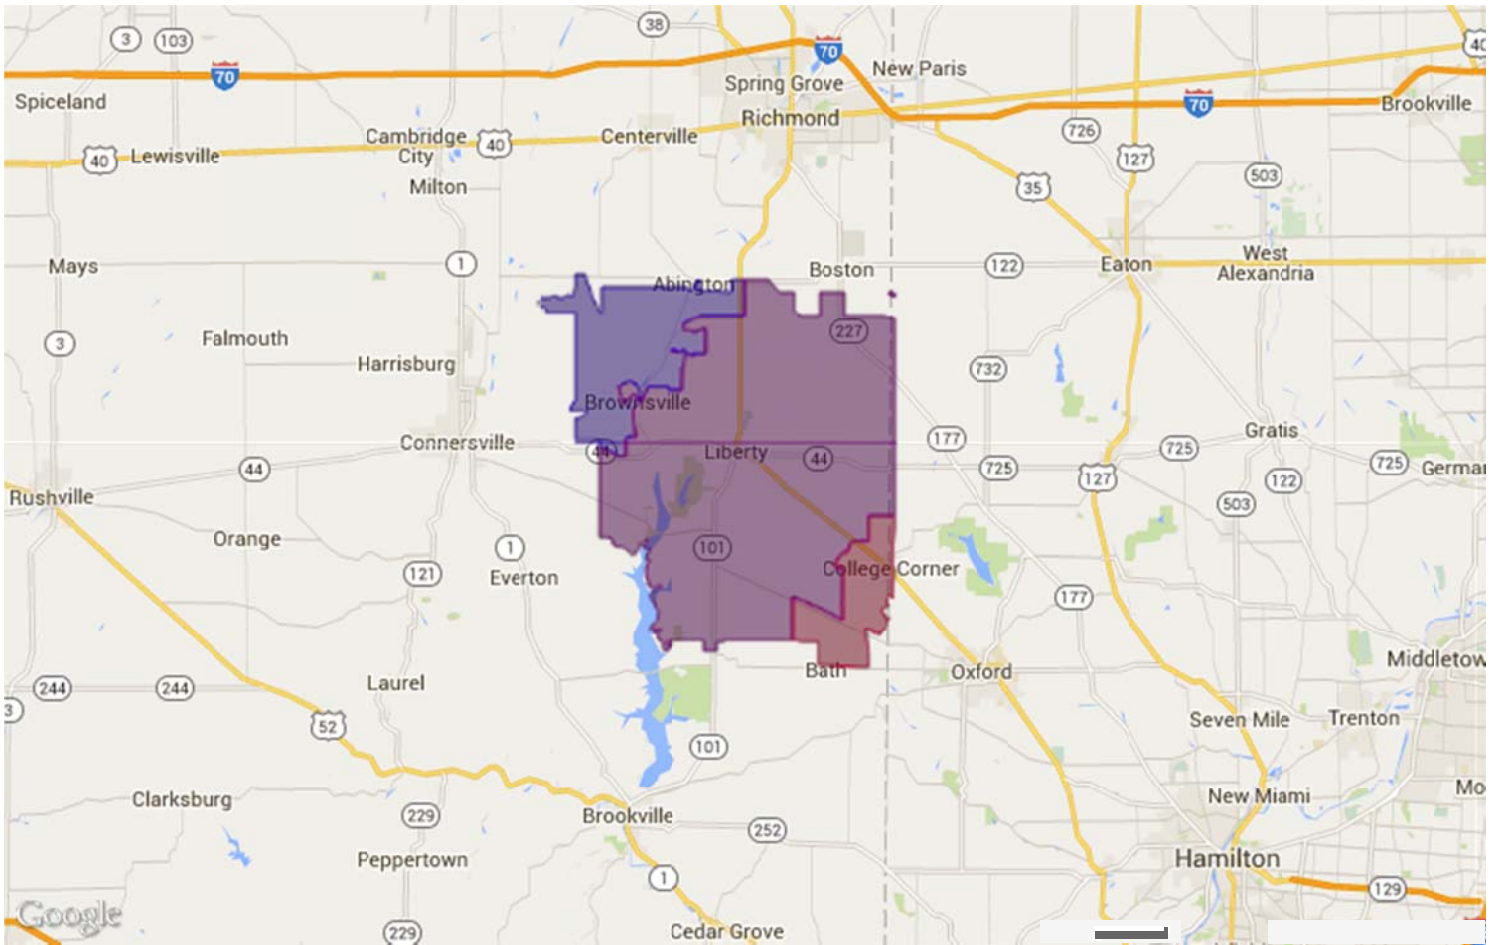 38
3
103
70
70
New Paris
40
Spring Grove
Spiceland
70
Brookville
Richmond
726
Cambridge
City
40
Centerville
40
Lewisville
127
503
Milton
35
Mays
1
Abington
Boston
122
Eaton
West
Alexandria
3
Falmouth
227
Harrisburg
732
Brownsville
Connersville
177
Gratis
44
44
Liberty
44
725
725
725
127
122
Rushville
503
Orange
1
101
121
Everton
College Corner
177
Bath
Oxford
244
244
Laurel
3
52
Seven Mile
Trenton
101
Clarksburg
New Miami
229
Brookville
252
Peppertown
Hamilton
1
129
Google
229
Cedar Grove